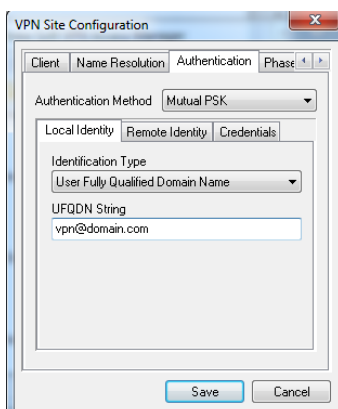 VPN Site Configuration
Client Name Resolution Authentication Phase
Authentication Method Mutual PSK
Local Identity Remote Identity Credentials
Identification Type
User Fully Qualified Domain Name
UFQDN String
vpn@domain.com
Save Cancel